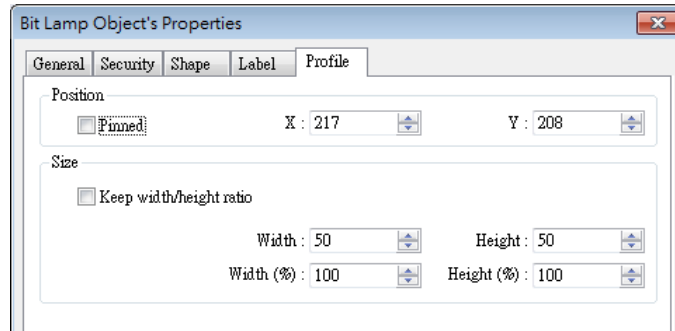 Bit Lamp Object's Properties
General Security Shape Label Profile
Position
Pinned X : 217 Y : 208
Size
Keep width/height ratio
Width : 50 Height : 50
Width (%) : 100 Height (%) : 100